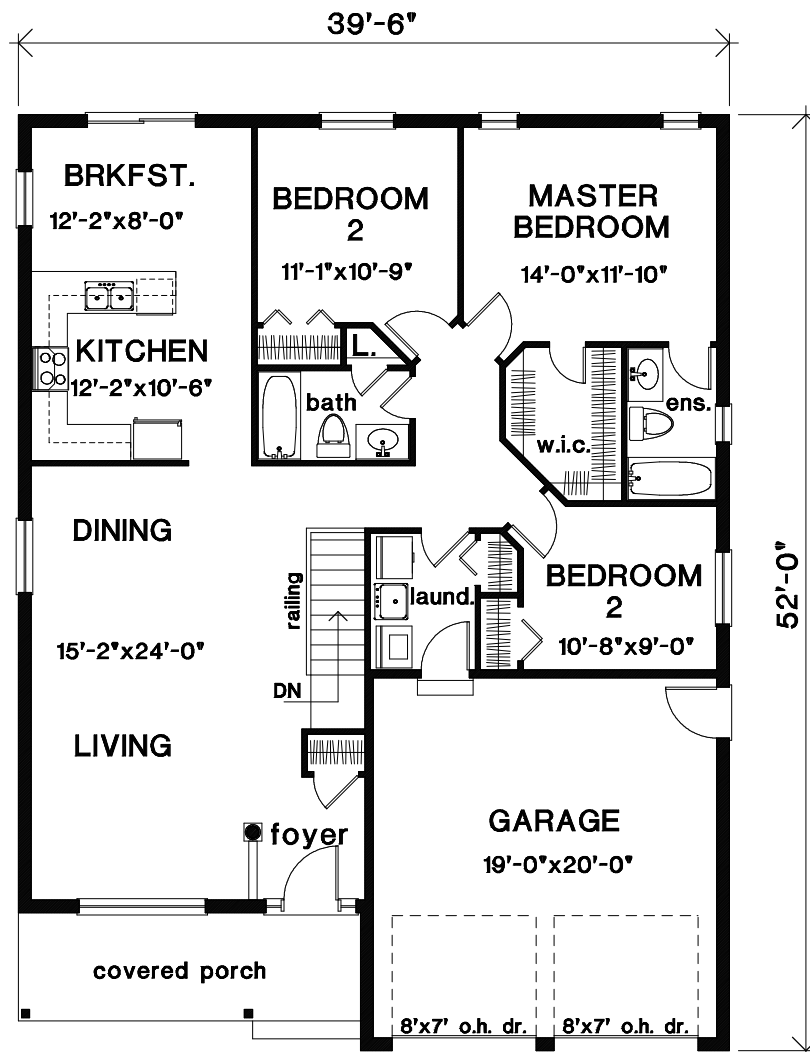 39'-6"
BRKFST.
12'-2"x8'-0"
BEDROOM
2
11'-1"x10'-9"
MASTER
BEDROOM
14'-0"x11'-10"
KITCHEN
12'-2"x10'-6"
L.
bath
w.i.c.
ens.
DINING
15'-2"x24'-0"
LIVING
railing
DN
laund.
BEDROOM
2
10'-8"x9'-0"
52'-0"
foyer
GARAGE
19'-0"x20'-0"
covered porch
8'x7' o.h. dr.
8'x7' o.h. dr.